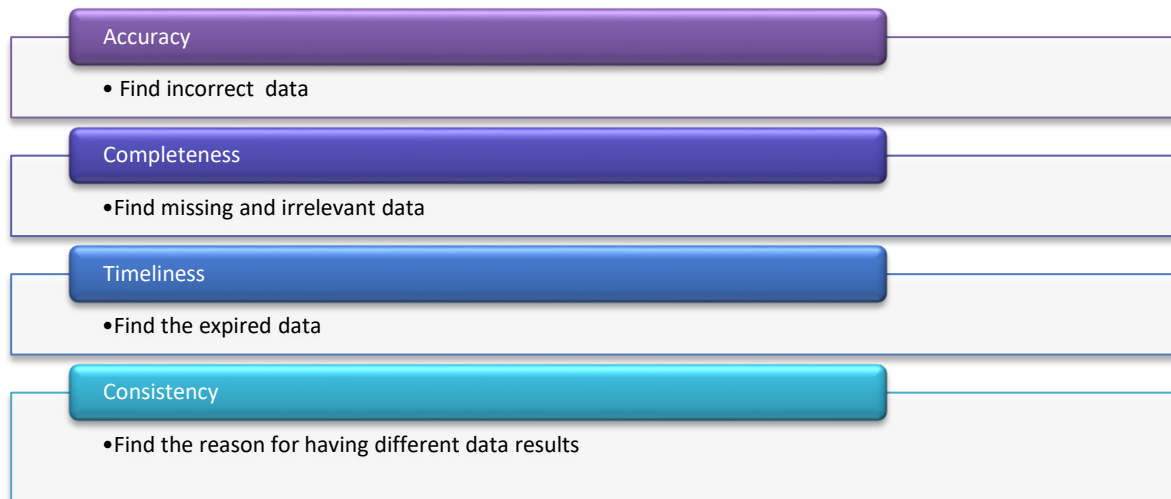 Accuracy
• Find incorrect  data
Completeness
•Find missing and irrelevant data
Timeliness
•Find the expired data
Consistency
•Find the reason for having different data results